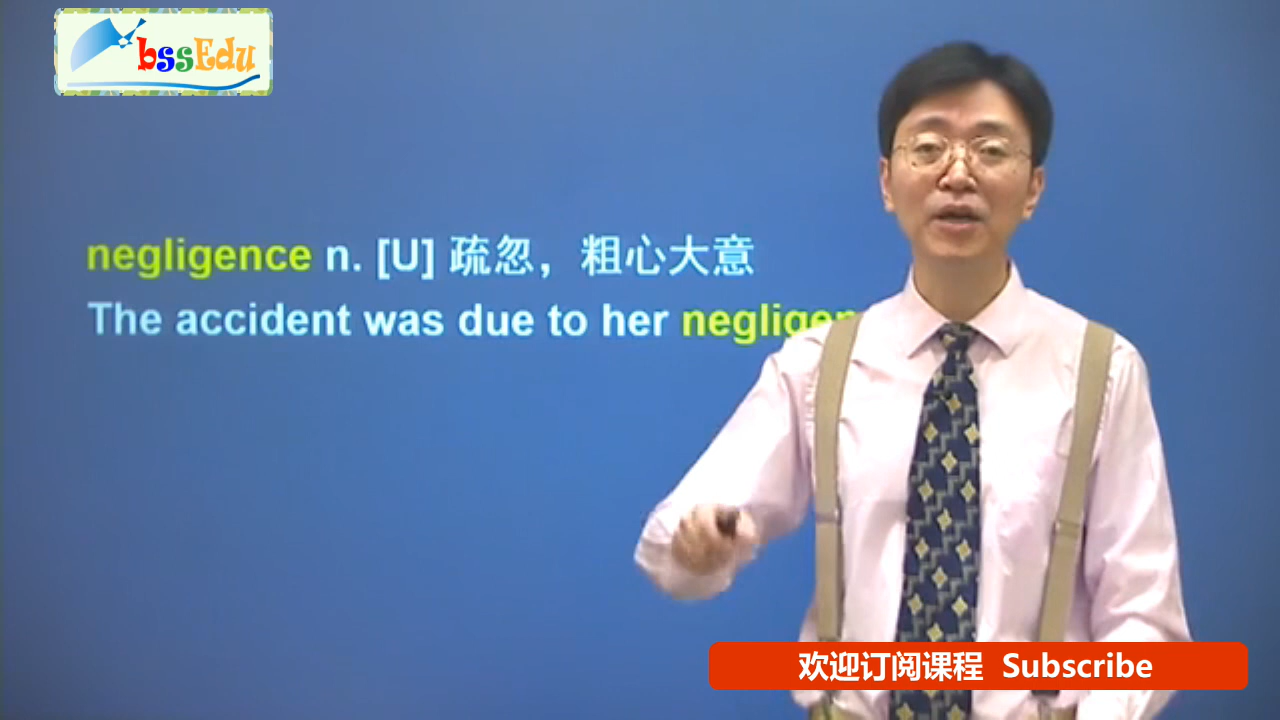 bssEdu
negligence n. [U] 疏忽，粗心大意
The accident was due to her
欢迎订阅课程 Subscribe